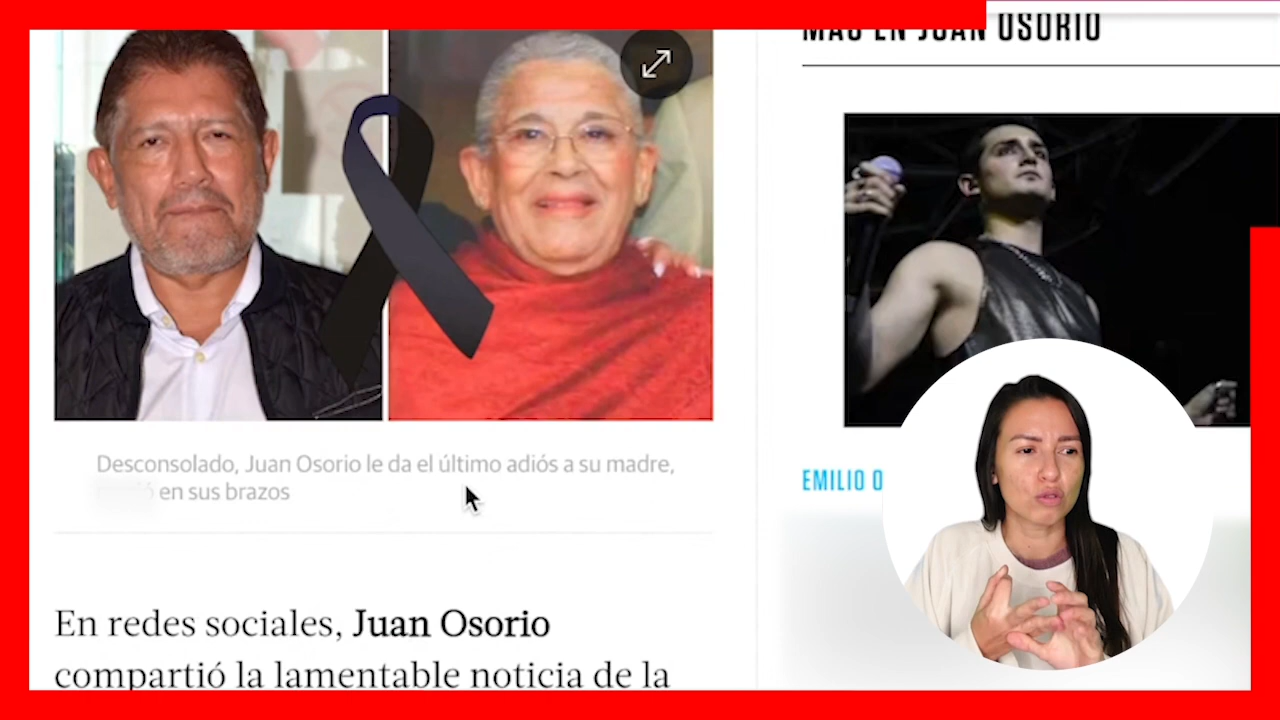 MÁS EN JUAN OSORIO
Desconsolado, Juan Osorio le da el último adiós a su madre,
en sus brazos
EMILIO O
En redes sociales, Juan Osorio
compartió la lamentable noticia de la